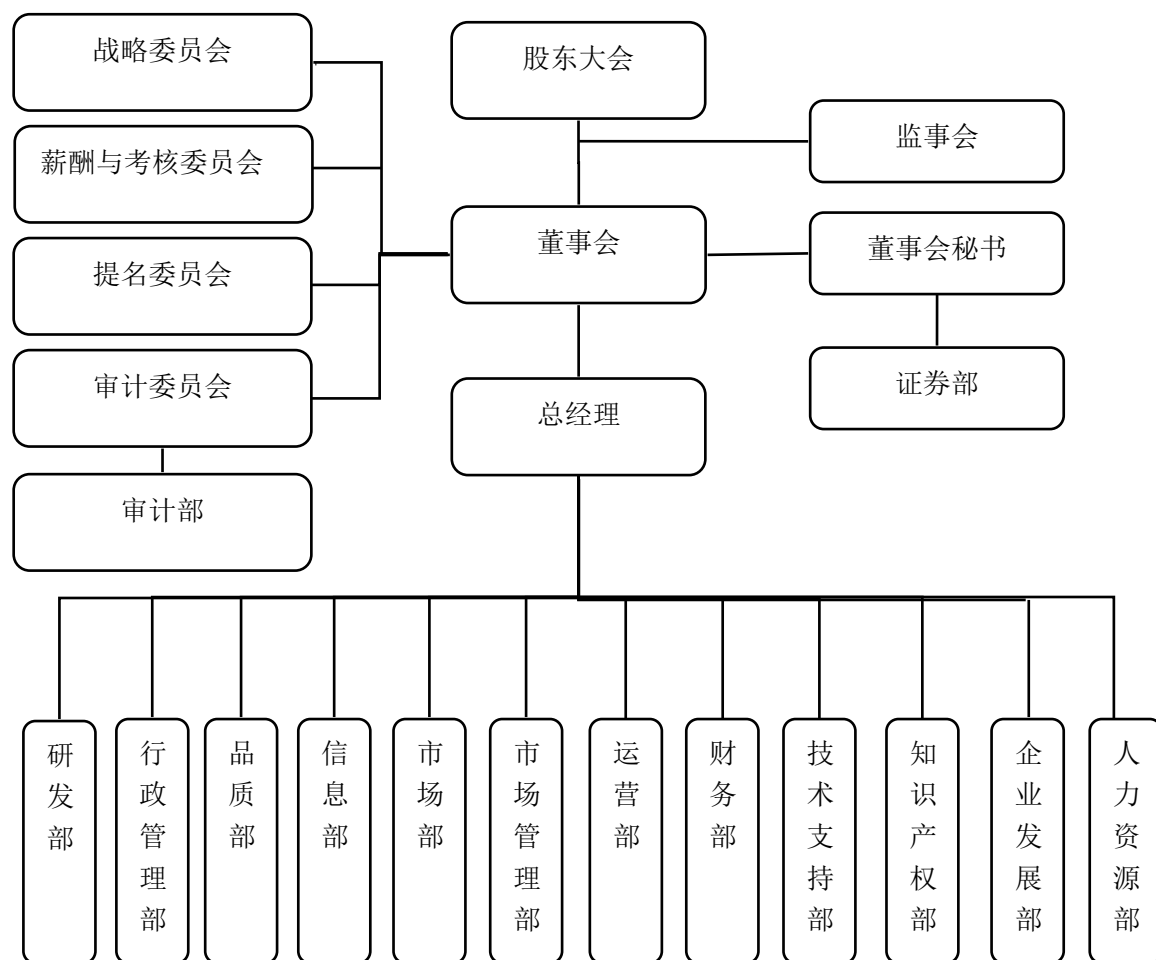 战略委员会
股东大会
监事会
薪酬与考核委员会
董事会
董事会秘书
提名委员会
审计委员会
证券部
总经理
审计部
研发部
行政管理部
品质部
信息部
市场部
市场管理部
运营部
财务部
技术支持部
知识产权部
企业发展部
人力资源部